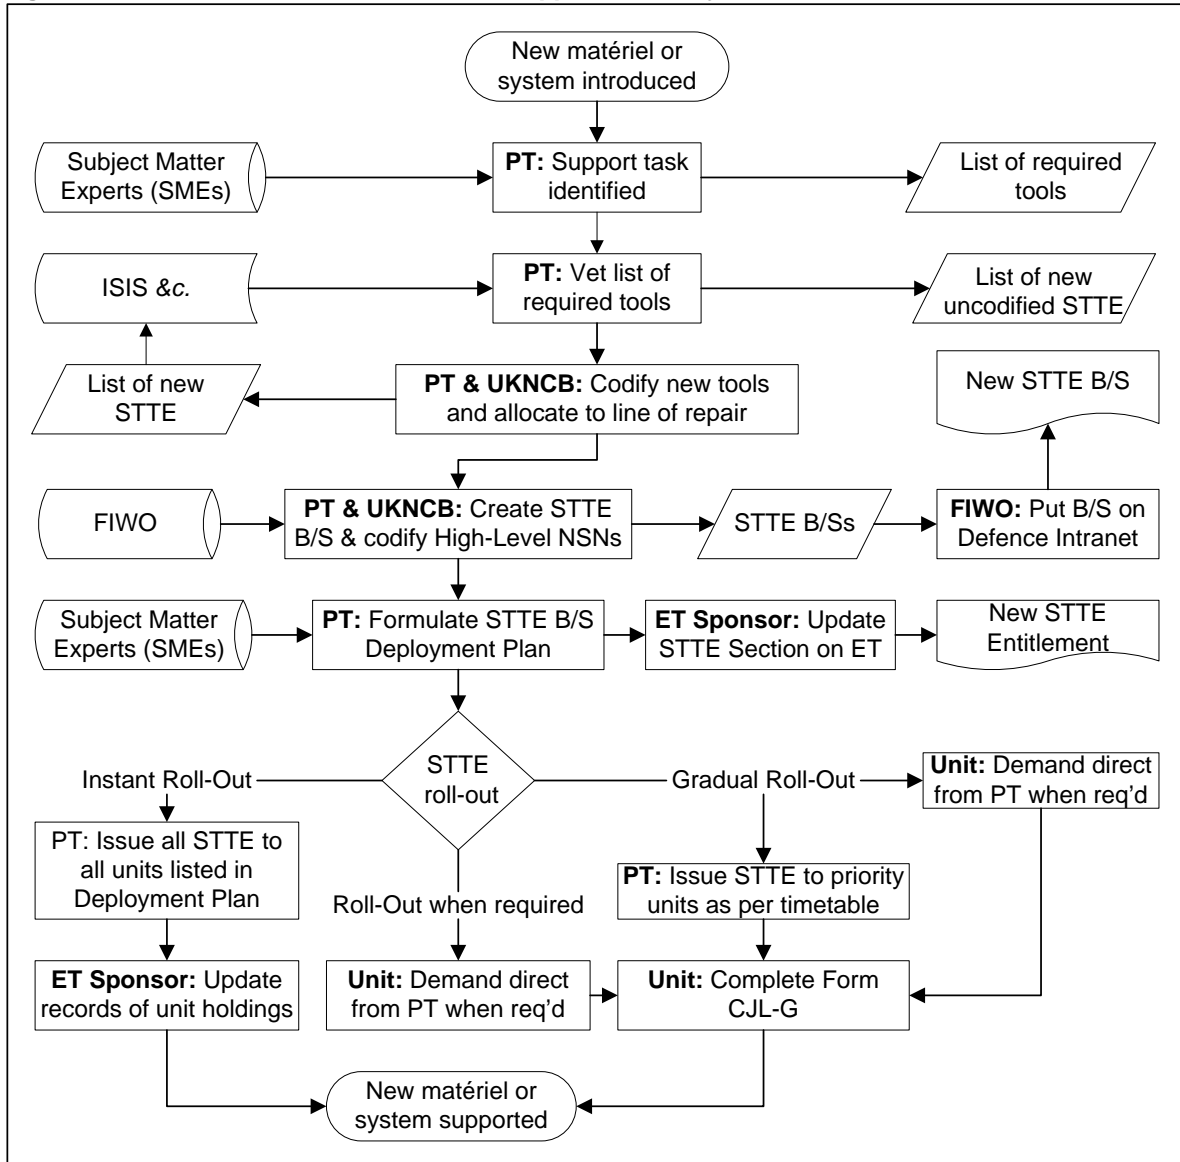 New matériel or
system introduced
Subject Matter
Experts (SMEs)
PT: Support task
identified
List of required
tools
ISIS &c.
PT: Vet list of
required tools
List of new
uncodified STTE
List of new
STTE
PT & UKNCB: Codify new tools
and allocate to line of repair
New STTE B/S
FIWO
PT & UKNCB: Create STTE
B/S & codify High-Level NSNs
STTE B/Ss
FIWO: Put B/S on
Defence Intranet
Subject Matter
Experts (SMEs)
PT: Formulate STTE B/S
Deployment Plan
ET Sponsor: Update
STTE Section on ET
New STTE
Entitlement
STTE
roll-out
Instant Roll-Out
Gradual Roll-Out
Unit: Demand direct
from PT when req'd
PT: Issue all STTE to
all units listed in
Deployment Plan
Roll-Out when required
PT: Issue STTE to priority
units as per timetable
ET Sponsor: Update
records of unit holdings
Unit: Demand direct
from PT when req’d
Unit: Complete Form
CJL-G
New matériel or
system supported